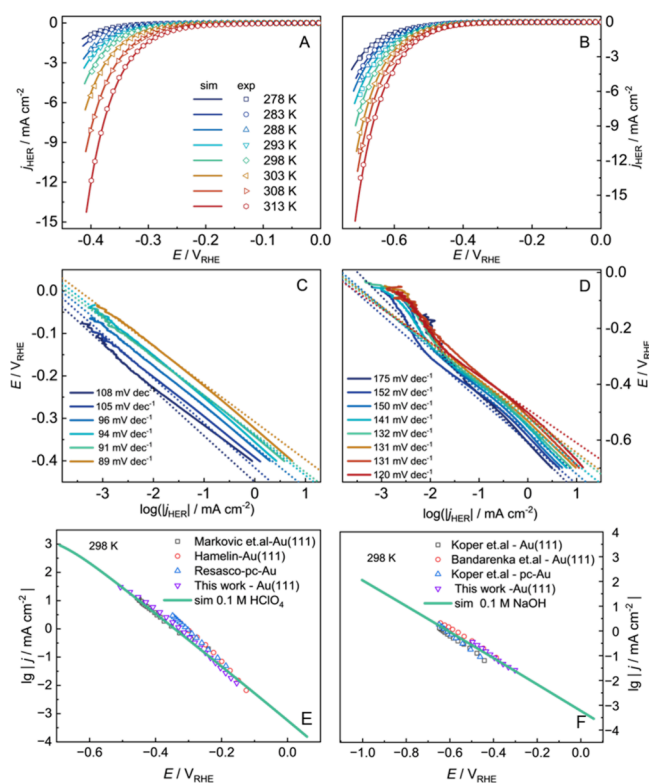 A
j_HER / mA cm⁻²
0
-3
-6
-9
-12
-15
sim exp
278 K
283 K
288 K
293 K
298 K
303 K
308 K
313 K
-0.4 -0.3 -0.2 -0.1 0.0
E / V_RHE
B
0
-3
-6
-9
-12
-15
j_HER / mA cm⁻²
-0.6 -0.4 -0.2 0.0
E / V_RHE
C
E / V_RHE
0.0
-0.1
-0.2
-0.3
-0.4
-0.5
108 mV dec⁻¹
105 mV dec⁻¹
96 mV dec⁻¹
94 mV dec⁻¹
91 mV dec⁻¹
89 mV dec⁻¹
-3 -2 -1 0 1
log(|j_HER| / mA cm⁻²)
D
0.0
-0.2
-0.4
-0.6
E / V_RHE
175 mV dec⁻¹
152 mV dec⁻¹
150 mV dec⁻¹
141 mV dec⁻¹
132 mV dec⁻¹
131 mV dec⁻¹
131 mV dec⁻¹
120 mV dec⁻¹
-3 -2 -1 0 1
log(|j_HER| / mA cm⁻²)
298 K
lg | j / mA cm⁻² |
3
2
1
0
-1
-2
-3
-4
Markovic et.al-Au(111)
Hamelin-Au(111)
Resasco-pc-Au
This work - Au(111)
sim 0.1 M HClO₄
E
-0.6 -0.4 -0.2 0.0
E / V_RHE
298 K
Koper et.al - Au(111)
Bandarenka et.al - Au(111)
Koper et.al - pc-Au
This work -Au(111)
sim 0.1 M NaOH
F
5
4
3
2
1
0
-1
-2
-3
-4
lg | j / mA cm⁻² |
-1.0 -0.8 -0.6 -0.4 -0.2 0.0
E / V_RHE